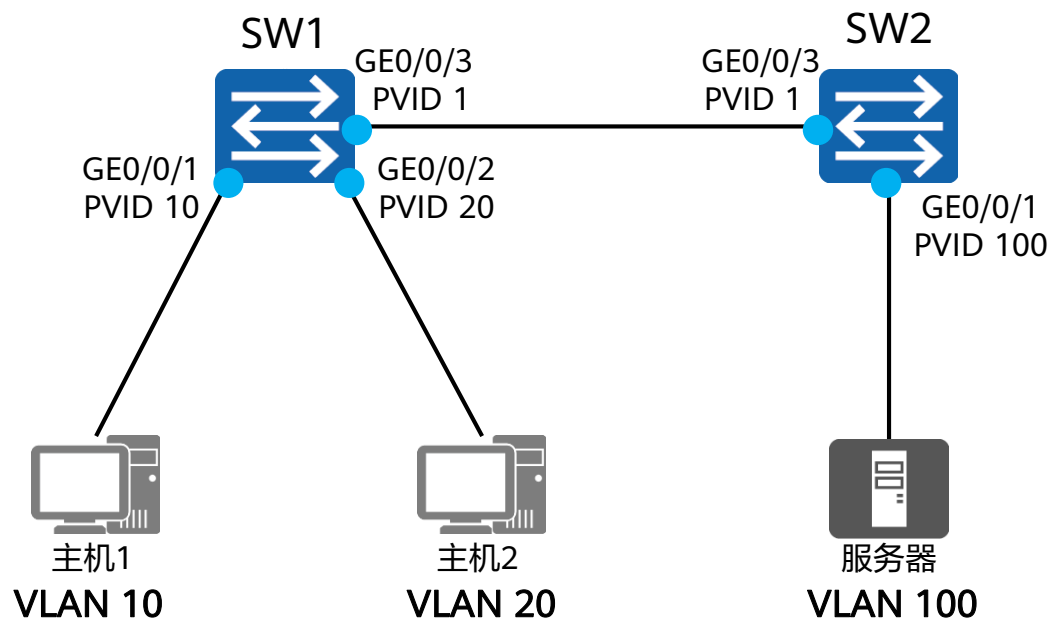 SW1
SW2
GE0/0/3
PVID 1
GE0/0/3
PVID 1
GE0/0/1
PVID 10
GE0/0/2
PVID 20
GE0/0/1
PVID 100
主机1
VLAN 10
主机2
VLAN 20
服务器
VLAN 100